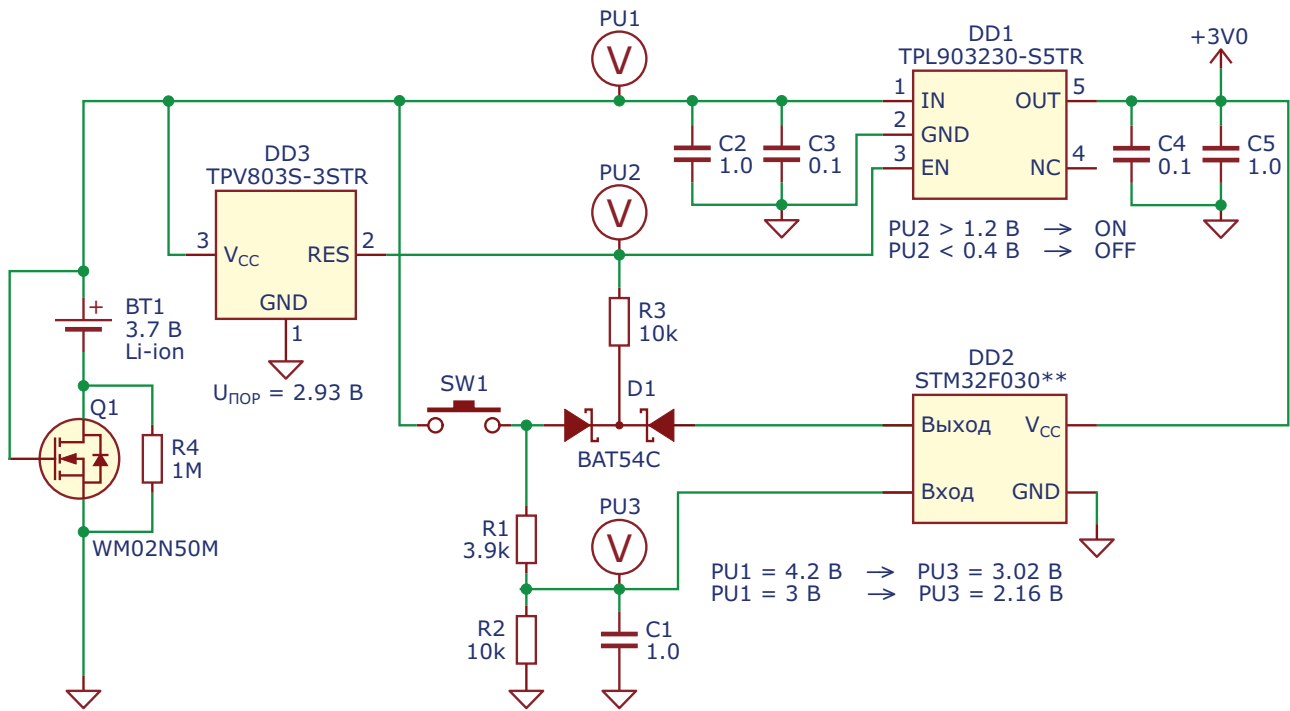 PU1
V
DD1
TPL903230-S5TR
+3V0
1
IN
OUT
5
2
GND
3
EN
NC
4
C2
1.0
C3
0.1
C4
0.1
C5
1.0
DD3
TPV803S-3STR
PU2
V
3
VCC
RES
2
GND
1
UПОР = 2.93 В
PU2 > 1.2 В → ON
PU2 < 0.4 В → OFF
+
BT1
3.7 В
Li-ion
R3
10k
Q1
R4
1M
WM02N50M
SW1
D1
BAT54C
DD2
STM32F030**
Выход
VCC
Вход
GND
R1
3.9k
PU3
V
PU1 = 4.2 В → PU3 = 3.02 В
PU1 = 3 В → PU3 = 2.16 В
R2
10k
C1
1.0